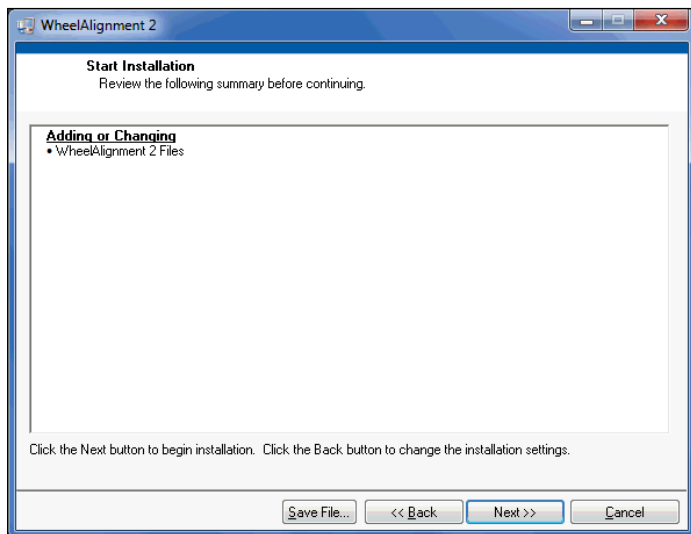 WheelAlignment 2
Start Installation
Review the following summary before continuing.
Adding or Changing
• WheelAlignment 2 Files
Click the Next button to begin installation.  Click the Back button to change the installation settings.
Save File... << Back Next >> Cancel